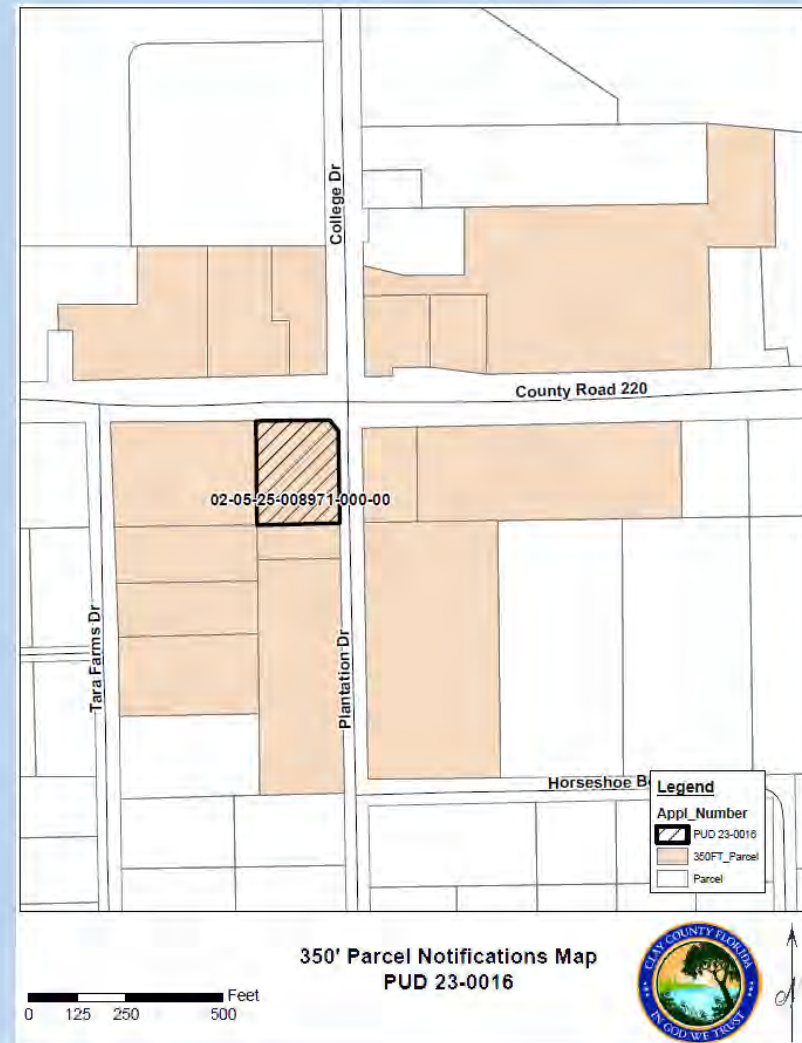 College Dr
County Road 220
02-05-25-008971-000-00
Tara Farms Dr
Plantation Dr
Horseshoe
Legend
Appl_Number
PUD 23-0016
350FT_Parcel
Parcel
350' Parcel Notifications Map
PUD 23-0016
Feet
0 125 250 500
CLAY COUNTY FLORIDA
IN GOD WE TRUST